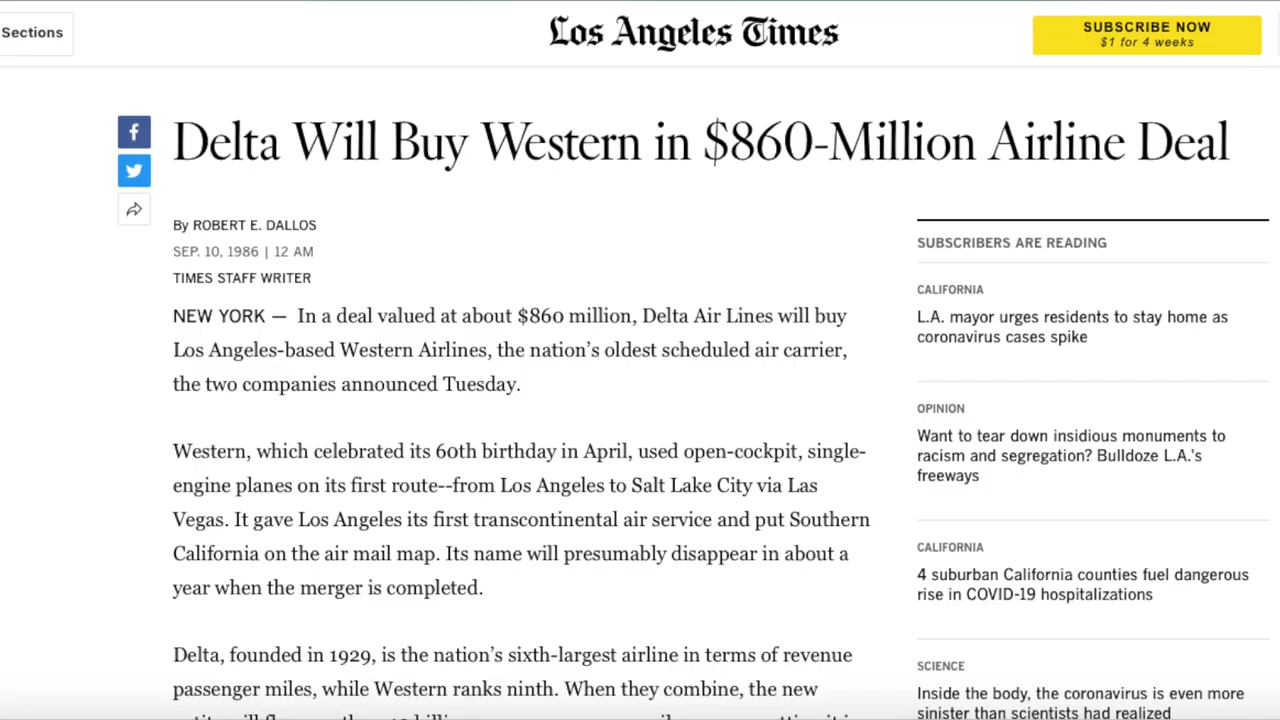 Sections
Los Angeles Times
SUBSCRIBE NOW
$1 for 4 weeks
Delta Will Buy Western in $860-Million Airline Deal
By ROBERT E. DALLOS
SEP. 10, 1986 | 12 AM
TIMES STAFF WRITER
NEW YORK — In a deal valued at about $860 million, Delta Air Lines will buy
Los Angeles-based Western Airlines, the nation's oldest scheduled air carrier,
the two companies announced Tuesday.
Western, which celebrated its 60th birthday in April, used open-cockpit, single-
engine planes on its first route--from Los Angeles to Salt Lake City via Las
Vegas. It gave Los Angeles its first transcontinental air service and put Southern
California on the air mail map. Its name will presumably disappear in about a
year when the merger is completed.
Delta, founded in 1929, is the nation's sixth-largest airline in terms of revenue
passenger miles, while Western ranks ninth. When they combine, the new
SUBSCRIBERS ARE READING
CALIFORNIA
L.A. mayor urges residents to stay home as
coronavirus cases spike
OPINION
Want to tear down insidious monuments to
racism and segregation? Bulldoze L.A.'s
freeways
CALIFORNIA
4 suburban California counties fuel dangerous
rise in COVID-19 hospitalizations
SCIENCE
Inside the body, the coronavirus is even more
sinister than scientists had realized